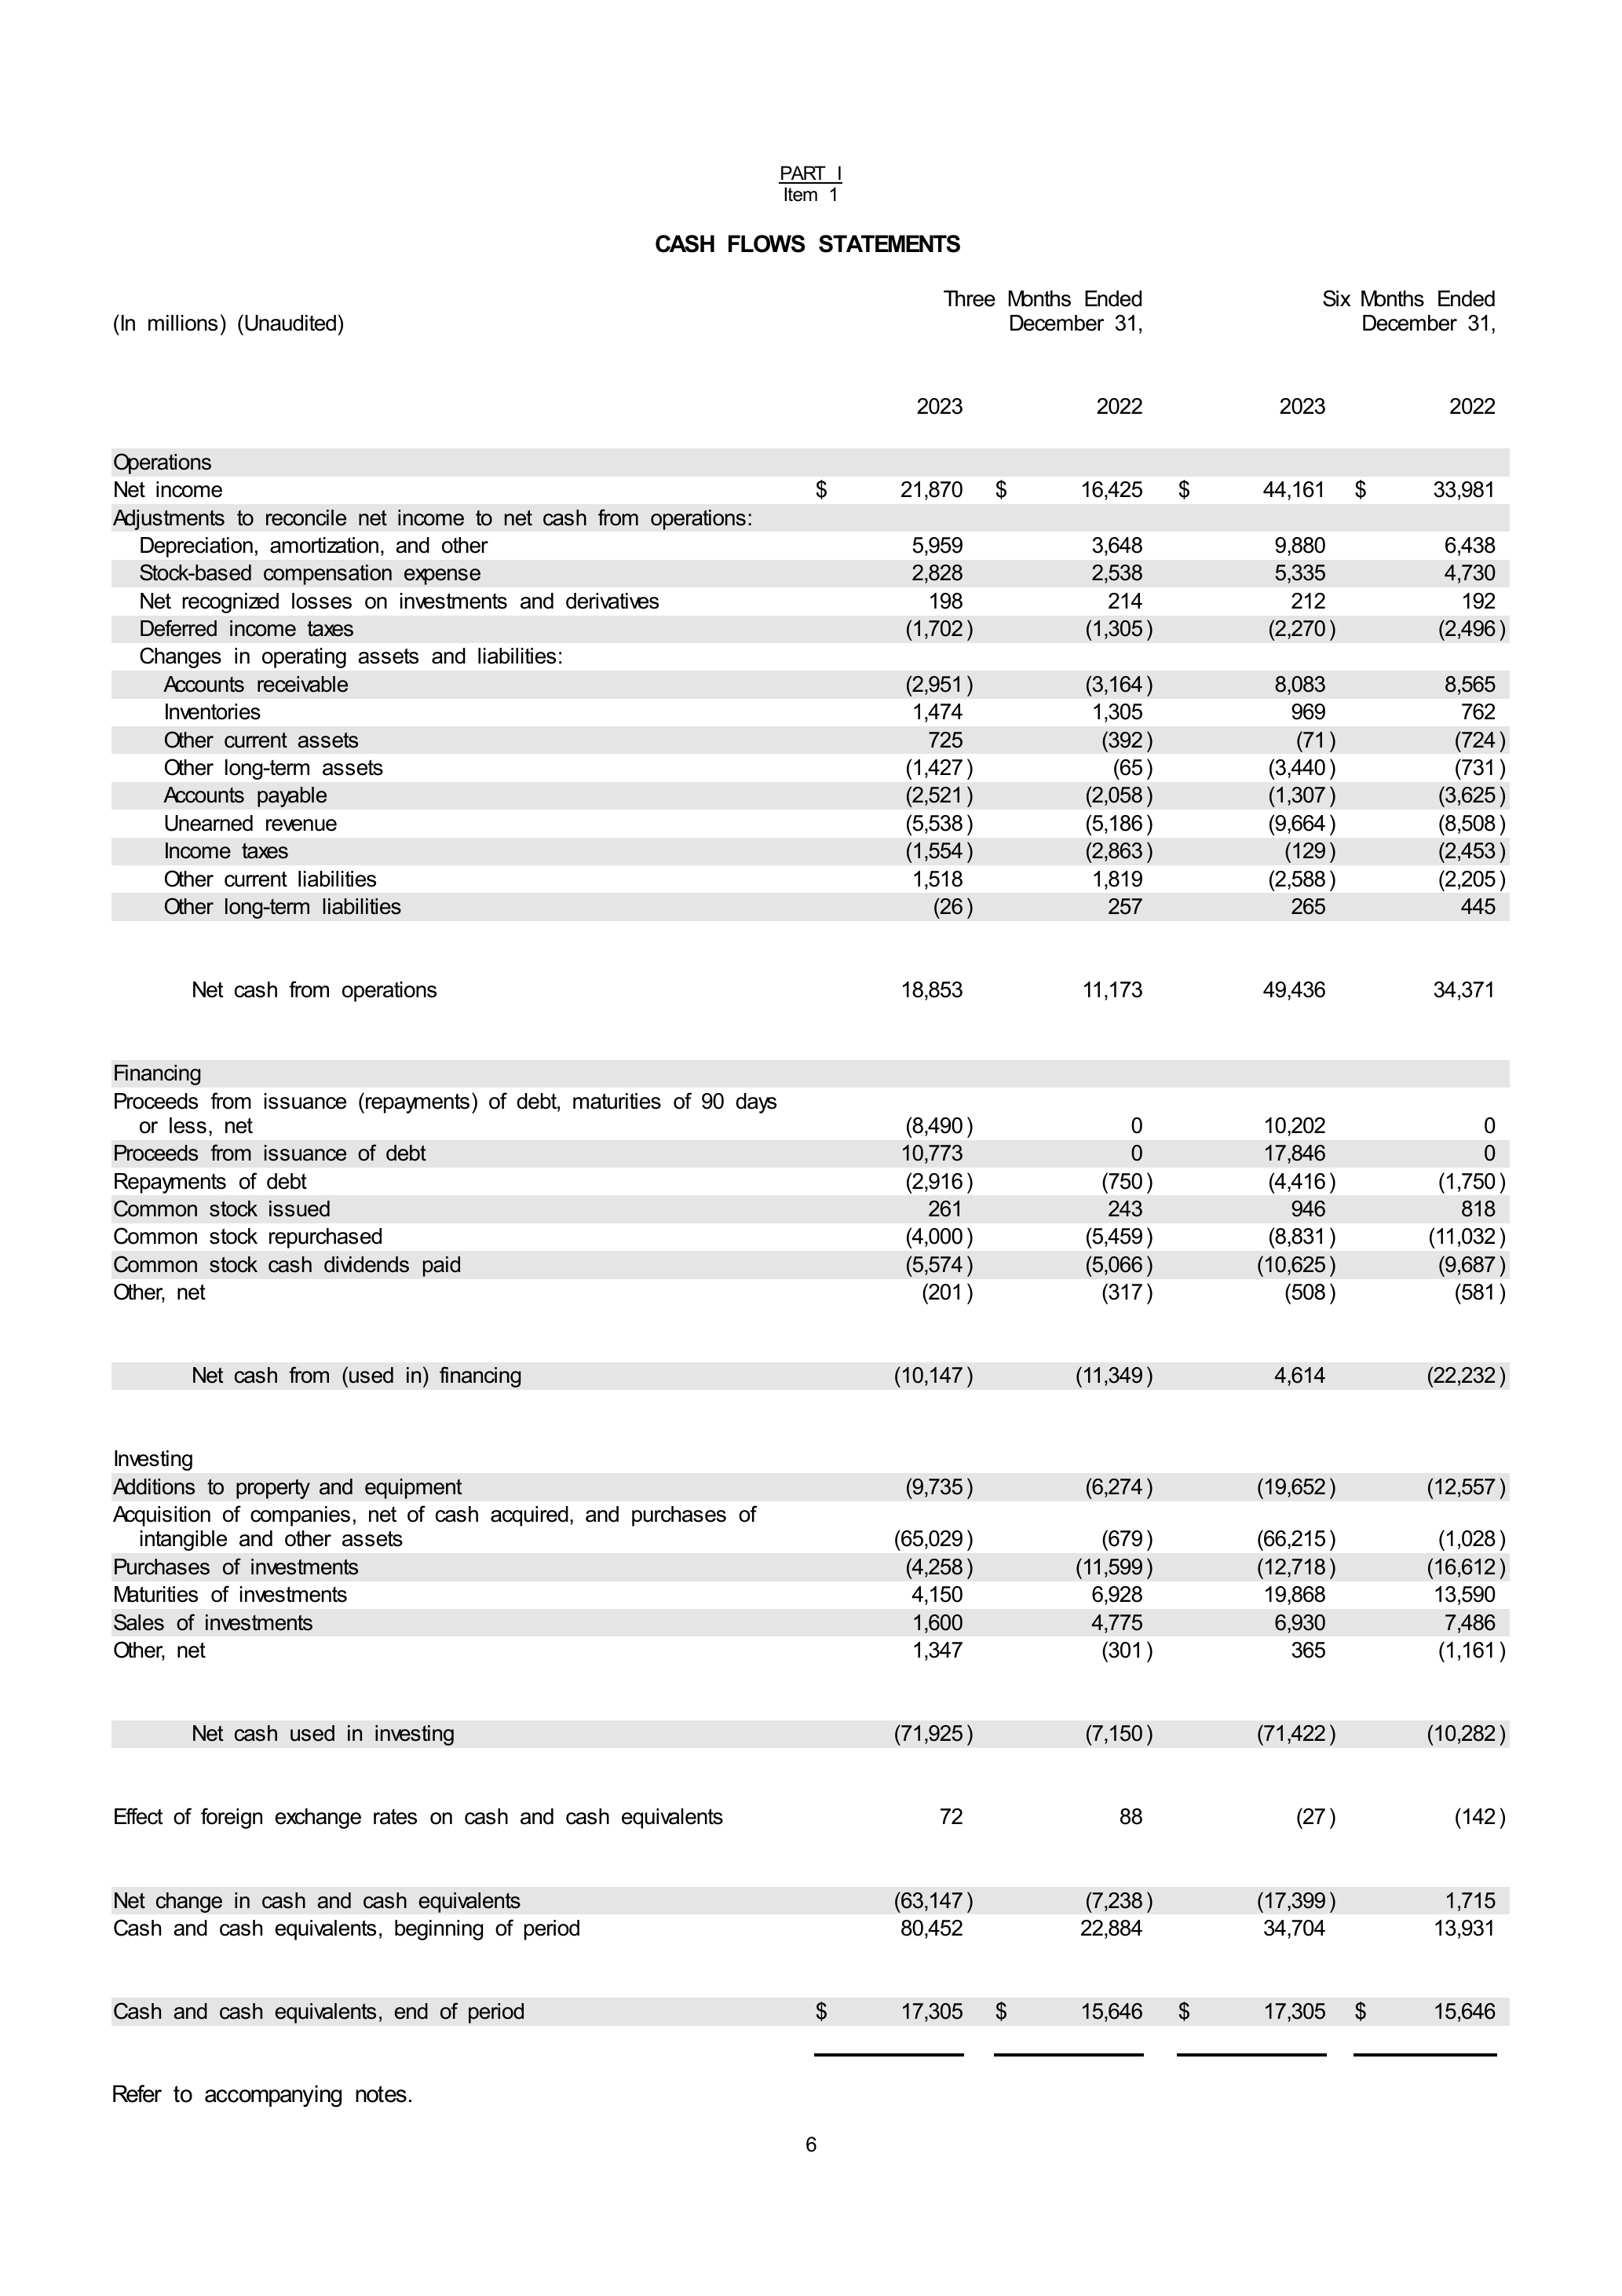 PART I
Item 1
CASH FLOWS STATEMENTS
Three Months Ended Six Months Ended
(In millions) (Unaudited) December 31, December 31,
2023 2022 2023 2022
Operations
Net income $ 21,870 $ 16,425 $ 44,161 $ 33,981
Adjustments to reconcile net income to net cash from operations:
Depreciation, amortization, and other 5,959 3,648 9,880 6,438
Stock-based compensation expense 2,828 2,538 5,335 4,730
Net recognized losses on investments and derivatives 198 214 212 192
Deferred income taxes (1,702) (1,305) (2,270) (2,496)
Changes in operating assets and liabilities:
Accounts receivable (2,951) (3,164) 8,083 8,565
Inventories 1,474 1,305 969 762
Other current assets 725 (392) (71) (724)
Other long-term assets (1,427) (65) (3,440) (731)
Accounts payable (2,521) (2,058) (1,307) (3,625)
Unearned revenue (5,538) (5,186) (9,664) (8,508)
Income taxes (1,554) (2,863) (129) (2,453)
Other current liabilities 1,518 1,819 (2,588) (2,205)
Other long-term liabilities (26) 257 265 445
Net cash from operations 18,853 11,173 49,436 34,371
Financing
Proceeds from issuance (repayments) of debt, maturities of 90 days
or less, net (8,490) 0 10,202 0
Proceeds from issuance of debt 10,773 0 17,846 0
Repayments of debt (2,916) (750) (4,416) (1,750)
Common stock issued 261 243 946 818
Common stock repurchased (4,000) (5,459) (8,831) (11,032)
Common stock cash dividends paid (5,574) (5,066) (10,625) (9,687)
Other, net (201) (317) (508) (581)
Net cash from (used in) financing (10,147) (11,349) 4,614 (22,232)
Investing
Additions to property and equipment (9,735) (6,274) (19,652) (12,557)
Acquisition of companies, net of cash acquired, and purchases of
intangible and other assets (65,029) (679) (66,215) (1,028)
Purchases of investments (4,258) (11,599) (12,718) (16,612)
Maturities of investments 4,150 6,928 19,868 13,590
Sales of investments 1,600 4,775 6,930 7,486
Other, net 1,347 (301) 365 (1,161)
Net cash used in investing (71,925) (7,150) (71,422) (10,282)
Effect of foreign exchange rates on cash and cash equivalents 72 88 (27) (142)
Net change in cash and cash equivalents (63,147) (7,238) (17,399) 1,715
Cash and cash equivalents, beginning of period 80,452 22,884 34,704 13,931
Cash and cash equivalents, end of period $ 17,305 $ 15,646 $ 17,305 $ 15,646
Refer to accompanying notes.
6